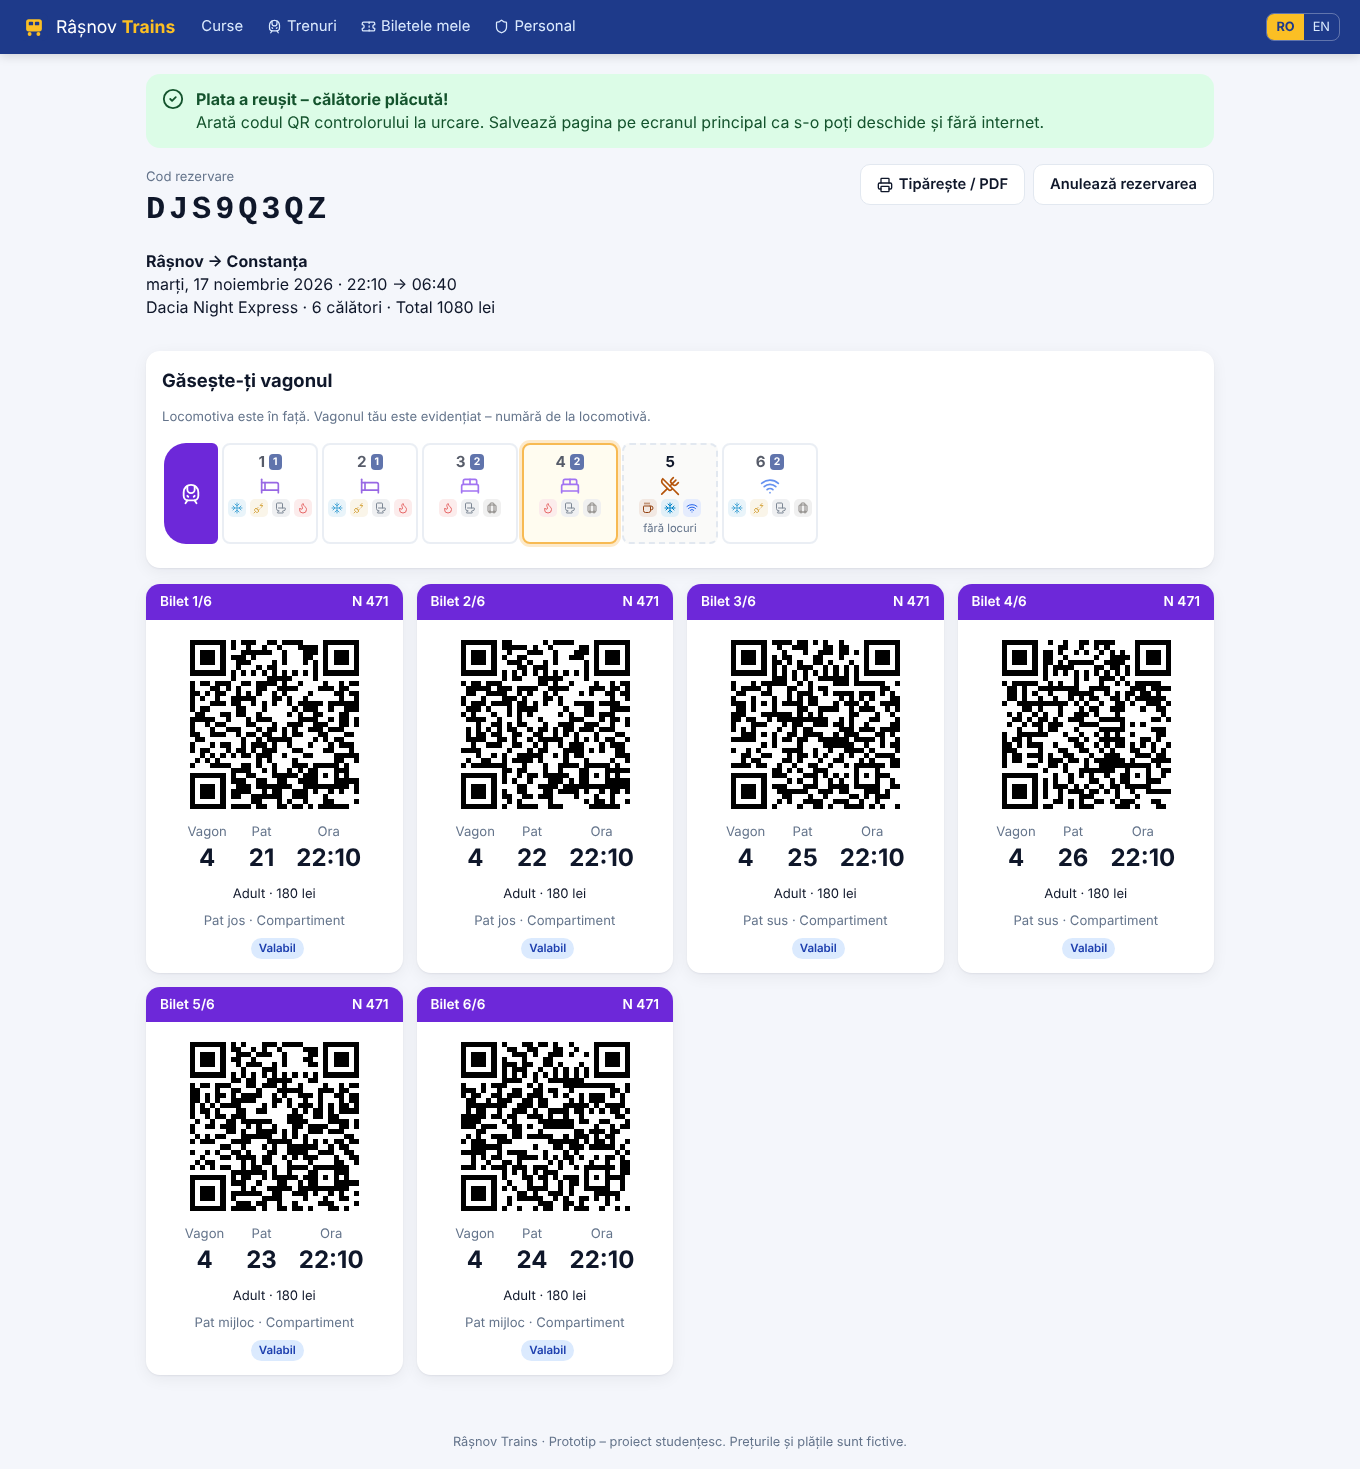 Râșnov Trains Curse Trenuri Biletele mele Personal RO EN
Plata a reușit – călătorie plăcută!
Arată codul QR controlorului la urcare. Salvează pagina pe ecranul principal ca s-o poți deschide și fără internet.
Cod rezervare
DJS9Q3QZ
Tipărește / PDF
Anulează rezervarea
Râșnov → Constanța
marți, 17 noiembrie 2026 · 22:10 → 06:40
Dacia Night Express · 6 călători · Total 1080 lei
Găsește-ți vagonul
Locomotiva este în față. Vagonul tău este evidențiat – numără de la locomotivă.
1 1
2 1
3 2
4 2
5
fără locuri
6 2
Bilet 1/6 N 471
Vagon Pat Ora
4 21 22:10
Adult · 180 lei
Pat jos · Compartiment
Valabil
Bilet 2/6 N 471
Vagon Pat Ora
4 22 22:10
Adult · 180 lei
Pat jos · Compartiment
Valabil
Bilet 3/6 N 471
Vagon Pat Ora
4 25 22:10
Adult · 180 lei
Pat sus · Compartiment
Valabil
Bilet 4/6 N 471
Vagon Pat Ora
4 26 22:10
Adult · 180 lei
Pat sus · Compartiment
Valabil
Bilet 5/6 N 471
Vagon Pat Ora
4 23 22:10
Adult · 180 lei
Pat mijloc · Compartiment
Valabil
Bilet 6/6 N 471
Vagon Pat Ora
4 24 22:10
Adult · 180 lei
Pat mijloc · Compartiment
Valabil
Râșnov Trains · Prototip – proiect studențesc. Prețurile și plățile sunt fictive.